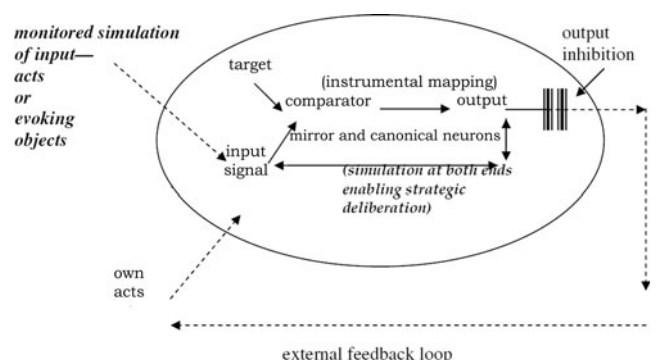 monitored simulation
of input—
acts
or
evoking
objects
output
inhibition
target
(instrumental mapping)
comparator
output
mirror and canonical neurons
input
signal
(simulation at both ends
enabling strategic
deliberation)
own
acts
external feedback loop